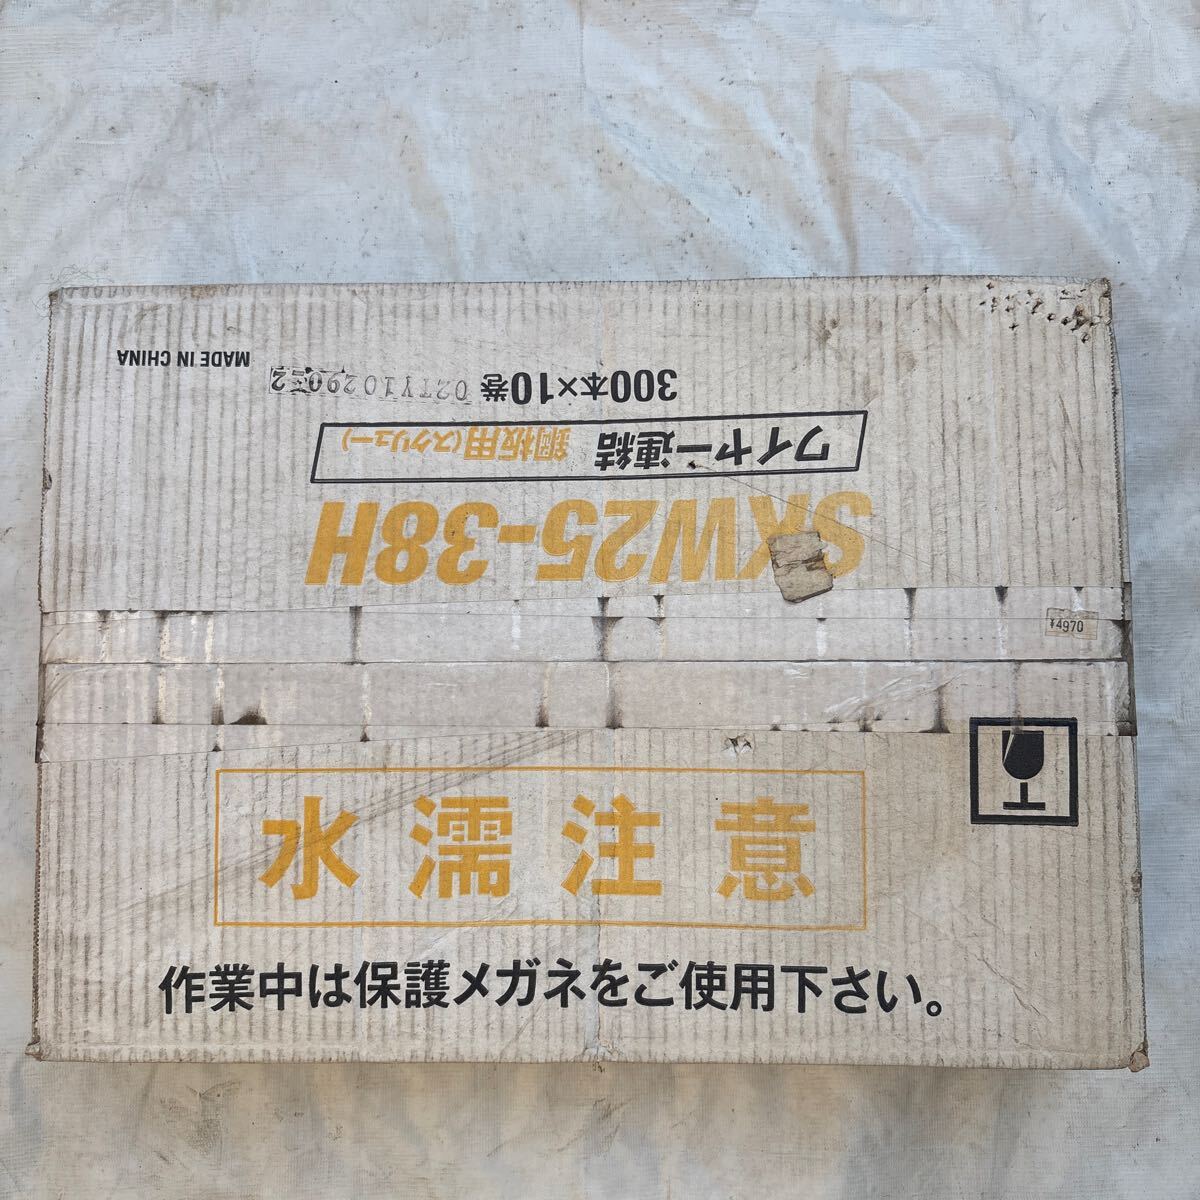 SKW25-38H
ワイヤー連結 鋼板用(スクリュー)
300本×10巻
MADE IN CHINA
¥4970
水濡注意
作業中は保護メガネをご使用下さい。